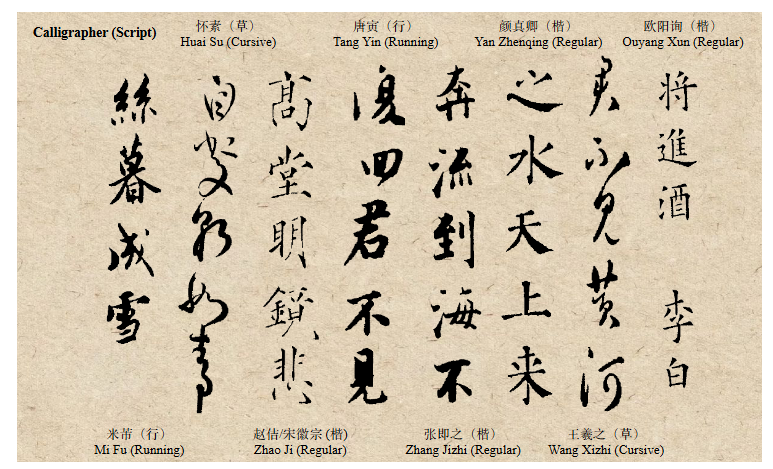 Calligrapher (Script)
怀素（草）
Huai Su (Cursive)
唐寅（行）
Tang Yin (Running)
颜真卿（楷）
Yan Zhenqing (Regular)
欧阳询（楷）
Ouyang Xun (Regular)
将進酒
李白
君不見黄河
之水天上来
奔流到海不
復回君不見
髙堂明鏡悲
白髮朝如青
絲暮成雪
米芾（行）
Mi Fu (Running)
赵佶/宋徽宗 (楷)
Zhao Ji (Regular)
张即之（楷）
Zhang Jizhi (Regular)
王羲之（草）
Wang Xizhi (Cursive)